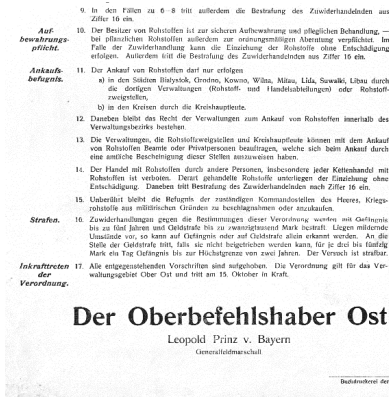 9. In den Fällen zu 6–8 tritt außerdem die Bestrafung des Zuwiderhandelnden aus
Ziffer 16 ein.
Auf-
bewahrungs-
pflicht.
10. Der Besitzer von Rohstoffen ist zur sicheren Aufbewahrung und pfleglichen Behandlung, —
bei pflanzlichen Rohstoffen außerdem zur ordnungsmäßigen Aberntung verpflichtet. Im
Falle der Zuwiderhandlung kann die Einziehung der Rohstoffe ohne Entschädigung
erfolgen. Außerdem tritt die Bestrafung des Zuwiderhandelnden aus Ziffer 16 ein.
Ankaufs-
befugnis.
11. Der Ankauf von Rohstoffen darf nur erfolgen
a) in den Städten Bialystok, Grodno, Kowno, Wilna, Mitau, Lida, Suwalki, Libau durch
die dortigen Verwaltungen (Rohstoff- und Handelsabteilungen) oder Rohstoff-
zweigstellen,
b) in den Kreisen durch die Kreishauptleute.
12. Daneben bleibt das Recht der Verwaltungen zum Ankauf von Rohstoffen innerhalb des
Verwaltungsbezirks bestehen.
13. Die Verwaltungen, die Rohstoffzweigstellen und Kreishauptleute können mit dem Ankauf
von Rohstoffen Beamte oder Privatpersonen beauftragen, welche sich beim Ankauf durch
eine amtliche Bescheinigung dieser Stellen auszuweisen haben.
14. Der Handel mit Rohstoffen durch andere Personen, insbesondere jeder Kettenhandel mit
Rohstoffen ist verboten. Derart gehandelte Rohstoffe unterliegen der Einziehung ohne
Entschädigung. Daneben tritt Bestrafung nach Ziffer 16 ein.
15. Unberührt bleibt die Befugnis der zuständigen Kommandostellen des Heeres, Kriegs-
rohstoffe aus militärischen Gründen zu beschlagnahmen oder anzukaufen.
Strafen.
16. Zuwiderhandlungen gegen die Bestimmungen dieser Verordnung werden mit Gefängnis
bis zu fünf Jahren und Geldstrafe bis zu zwanzigtausend Mark bestraft. Liegen mildernde
Umstände vor, so kann auf Gefängnis oder auf Geldstrafe allein erkannt werden. An die
Stelle der Geldstrafe tritt, falls sie nicht beigetrieben werden kann, für je drei bis fünfzig
Mark ein Tag Gefängnis bis zur Höchstgrenze von zwei Jahren. Der Versuch ist strafbar.
Inkrafttreten
der
Verordnung.
17. Alle entgegenstehenden Vorschriften sind aufgehoben. Die Verordnung gilt für das Ver-
waltungsgebiet Ober Ost und tritt am 15. Oktober in Kraft.
Der Oberbefehlshaber Ost
Leopold Prinz v. Bayern
Generalfeldmarschall
Bezirksdruckerei der